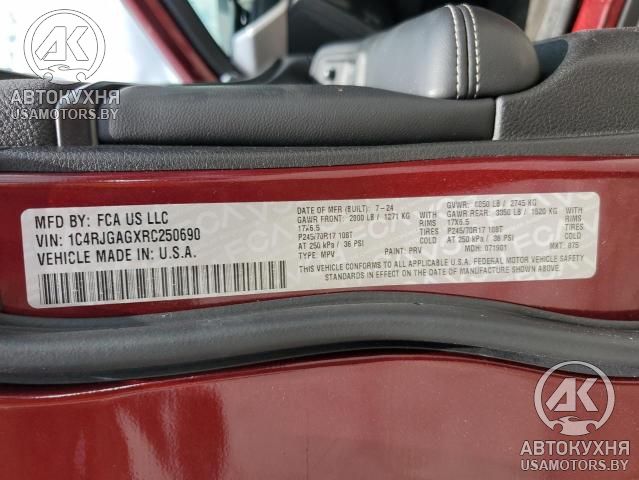 АК
АВТОКУХНЯ
USAMOTORS.BY
MFD BY: FCA US LLC
VIN: 1C4RJGAGXRC250690
VEHICLE MADE IN: U.S.A.
DATE OF MFR (BUILT): 7-24
GAWR FRONT: 2800 LB / 1271 KG WITH
17X6.5 RIMS
P245/70R17 108T TIRES
AT 250 kPa / 36 PSI COLD
TYPE: MPV PAINT: PRV
GVWR: 6050 LB / 2745 KG
GAWR REAR: 3350 LB / 1520 KG WITH
17X6.5 RIMS
P245/70R17 108T TIRES
AT 250 kPa / 36 PSI COLD
MDH: 071901 MKT: 875
THIS VEHICLE CONFORMS TO ALL APPLICABLE U.S.A. FEDERAL MOTOR VEHICLE SAFETY
STANDARDS IN EFFECT ON THE DATE OF MANUFACTURE SHOWN ABOVE.
АК
АВТОКУХНЯ
USAMOTORS.BY